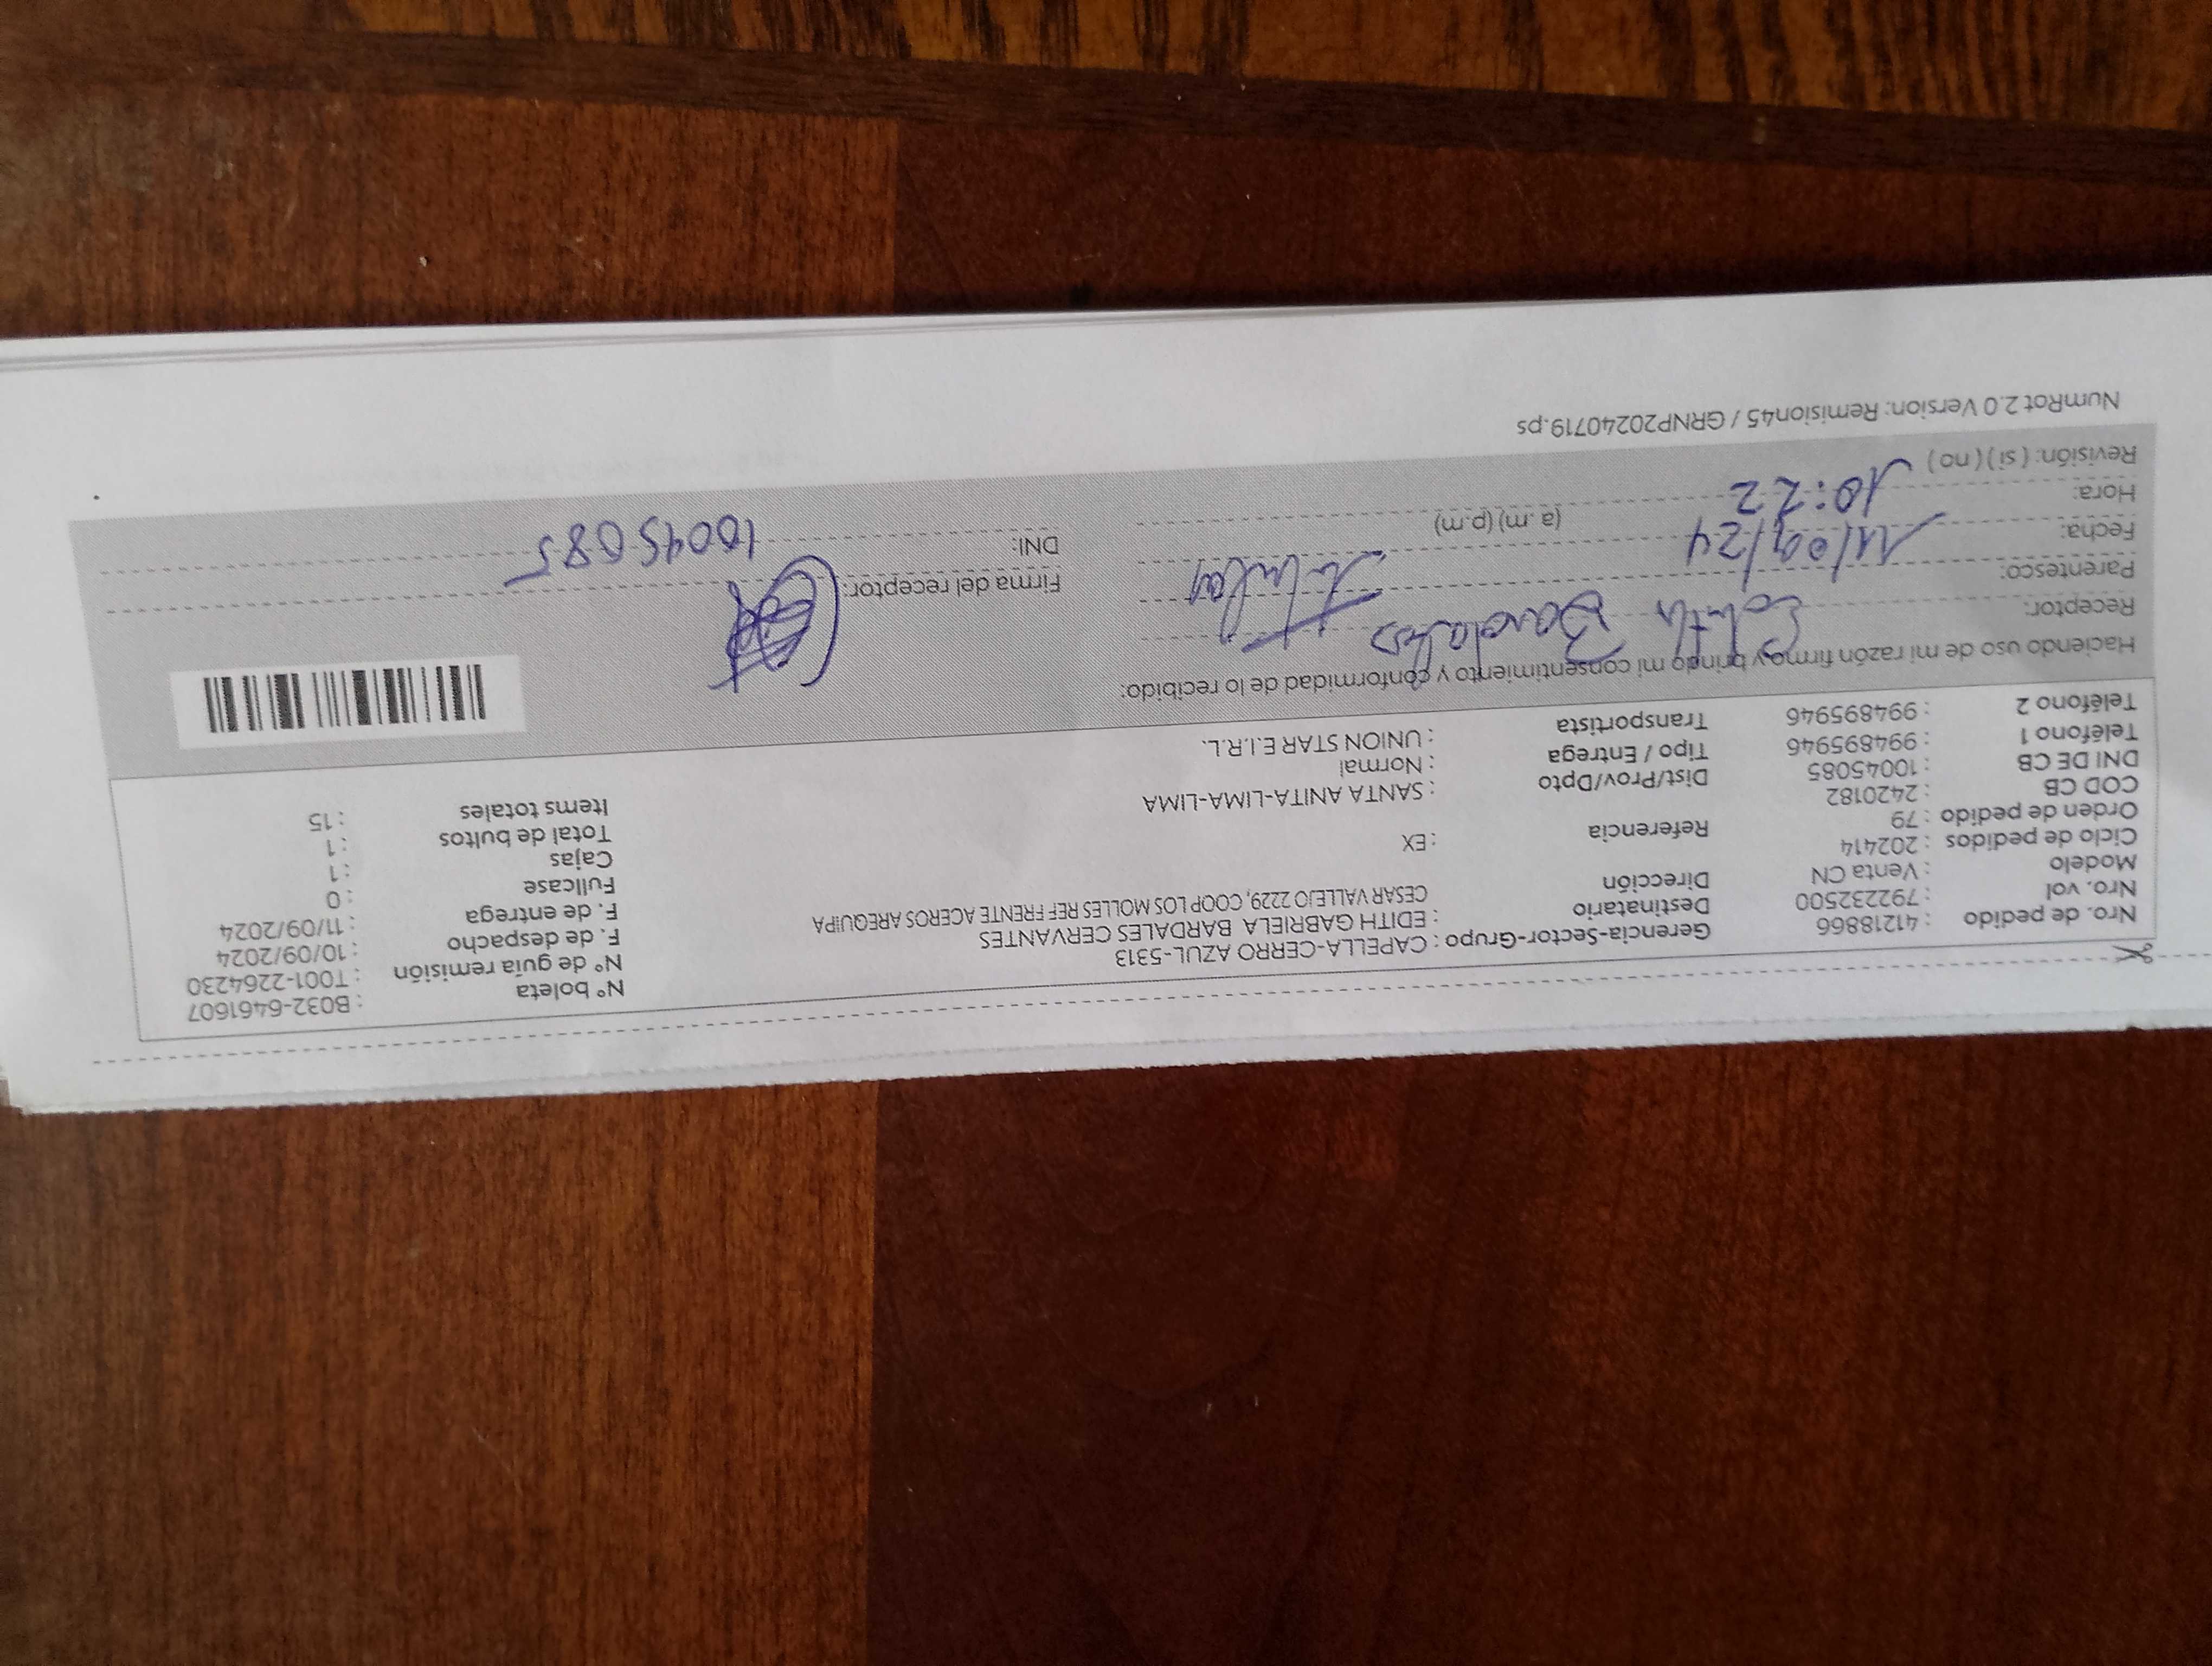 Nro. de pedido : 41218866
Nro. vol : 792232500
Modelo : Venta CN
Ciclo de pedidos : 202414
Orden de pedido : 79
COD CB : 2420182
DNI DE CB : 10045085
Teléfono 1 : 994895946
Teléfono 2 : 994895946
Gerencia-Sector-Grupo : CAPELLA-CERRO AZUL-5313
Destinatario : EDITH GABRIELA BARDALES CERVANTES
Dirección CESAR VALLEJO 2229, COOP LOS MOLLES REF FRENTE ACEROS AREQUIPA
Referencia : EX
Dist/Prov/Dpto : SANTA ANITA-LIMA-LIMA
Tipo / Entrega : Normal
Transportista : UNION STAR E.I.R.L.
N° boleta : B032-6461607
N° de guía remisión : T001-2264230
F. de despacho : 10/09/2024
F. de entrega : 11/09/2024
Fullcase : 0
Cajas : 1
Total de bultos : 1
Items totales : 15
Haciendo uso de mi razón firmo y brindo mi consentimiento y conformidad de lo recibido:
Receptor: Edith Bardales
Parentesco: Titular
Fecha: 11/09/24
Hora: 10:22 (a.m) (p.m)
Revisión: ( si ) ( no )
Firma del receptor:
DNI: 10045085
NumRot 2.0 Version: Remision45 / GRNP20240719.ps